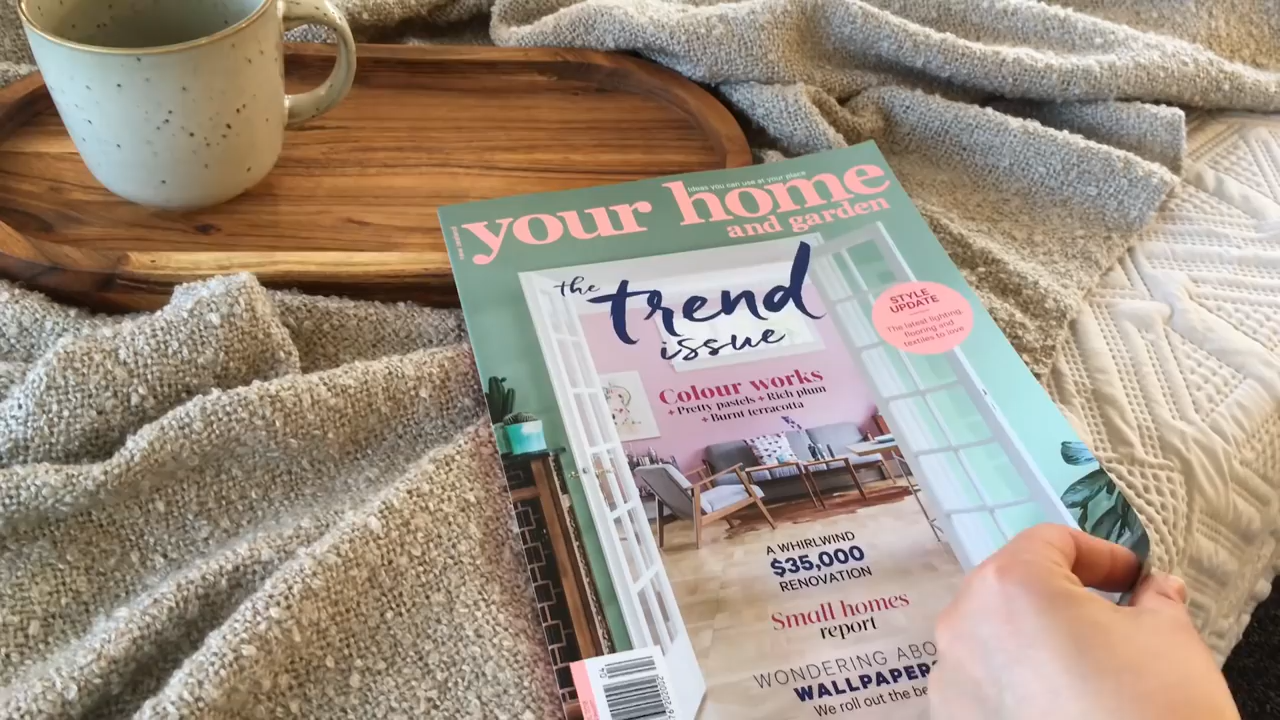 Ideas you can use at your place
your home
and garden
the
trend
issue
STYLE
UPDATE
The latest lighting,
flooring and
textiles to love
Colour works
+ Pretty pastels + Rich plum
+ Burnt terracotta
A WHIRLWIND
$35,000
RENOVATION
Small homes
report
WONDERING ABO
WALLPAPER
We roll out the be
04